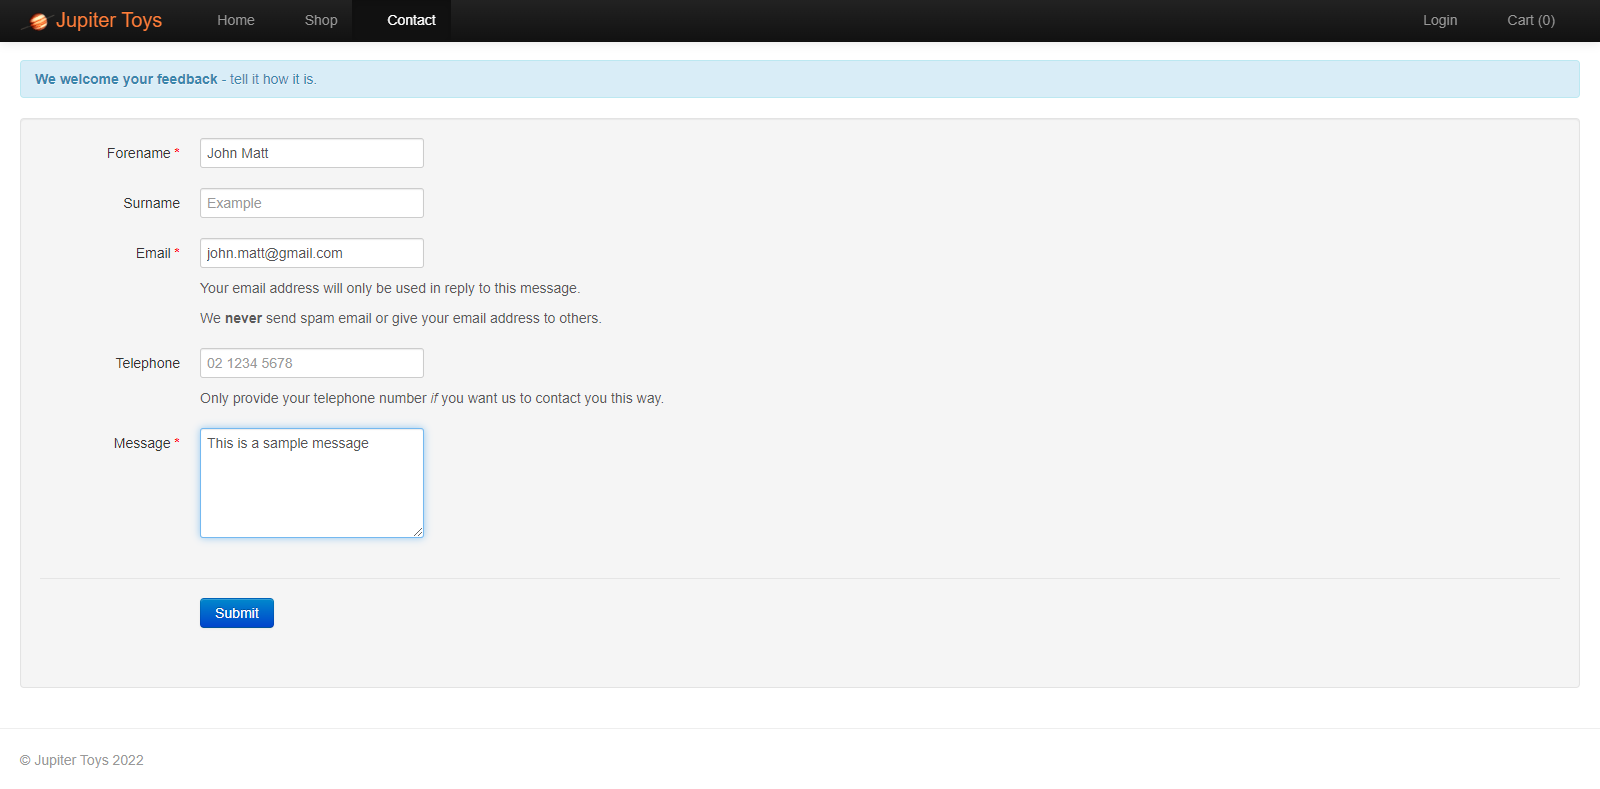 Jupiter Toys Home Shop Contact Login Cart (0)
We welcome your feedback - tell it how it is.
Forename * John Matt
Surname Example
Email * john.matt@gmail.com
Your email address will only be used in reply to this message.
We never send spam email or give your email address to others.
Telephone 02 1234 5678
Only provide your telephone number if you want us to contact you this way.
Message * This is a sample message
Submit
© Jupiter Toys 2022